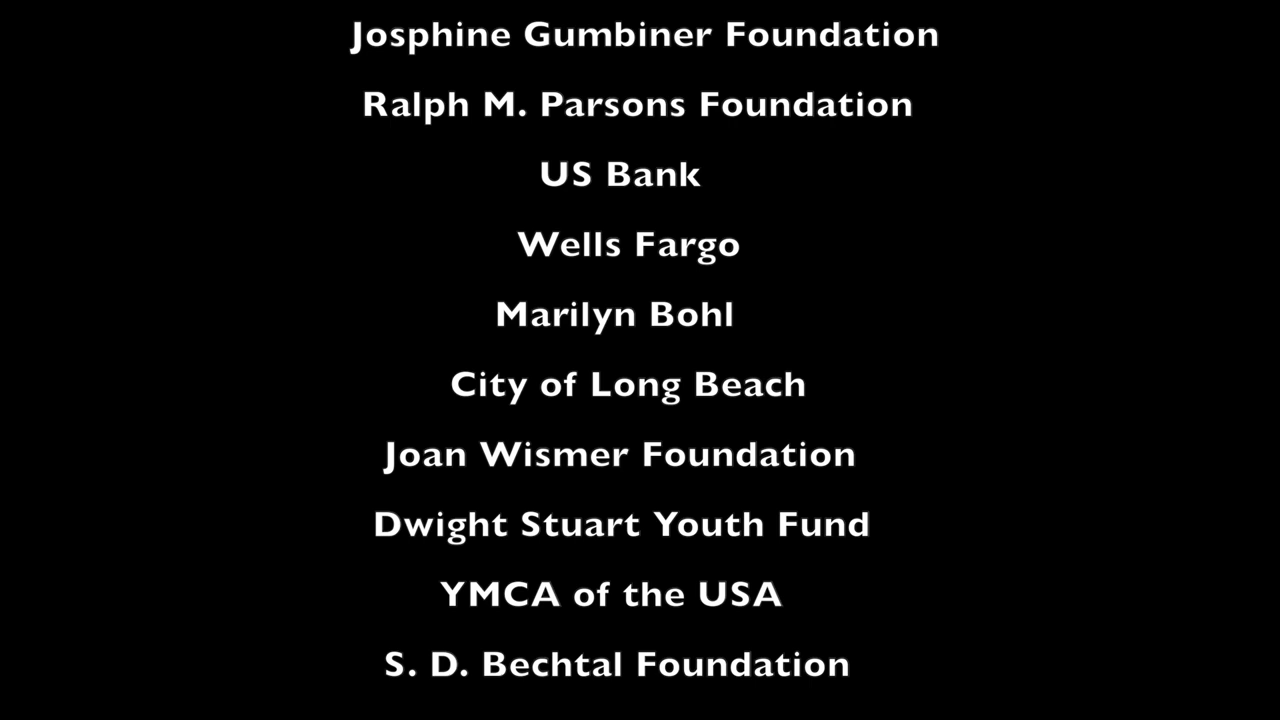 Josphine Gumbiner Foundation
Ralph M. Parsons Foundation
US Bank
Wells Fargo
Marilyn Bohl
City of Long Beach
Joan Wismer Foundation
Dwight Stuart Youth Fund
YMCA of the USA
S. D. Bechtal Foundation